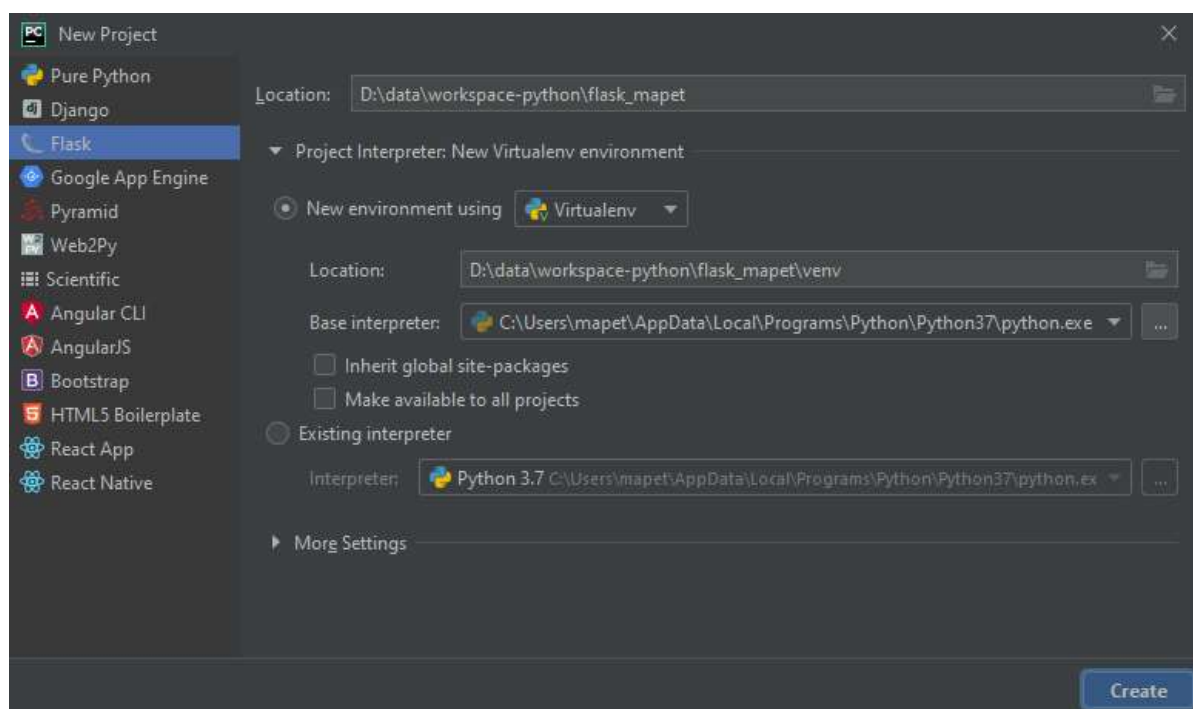 PC New Project
Pure Python
Django
Flask
Google App Engine
Pyramid
Web2Py
Scientific
Angular CLI
AngularJS
Bootstrap
HTML5 Boilerplate
React App
React Native
Location: D:\data\workspace-python\flask_mapet
Project Interpreter: New Virtualenv environment
New environment using Virtualenv
Location: D:\data\workspace-python\flask_mapet\venv
Base interpreter: C:\Users\mapet\AppData\Local\Programs\Python\Python37\python.exe ...
Inherit global site-packages
Make available to all projects
Existing interpreter
Interpreter: Python 3.7 C:\Users\mapet\AppData\Local\Programs\Python\Python37\python.ex ...
More Settings
Create